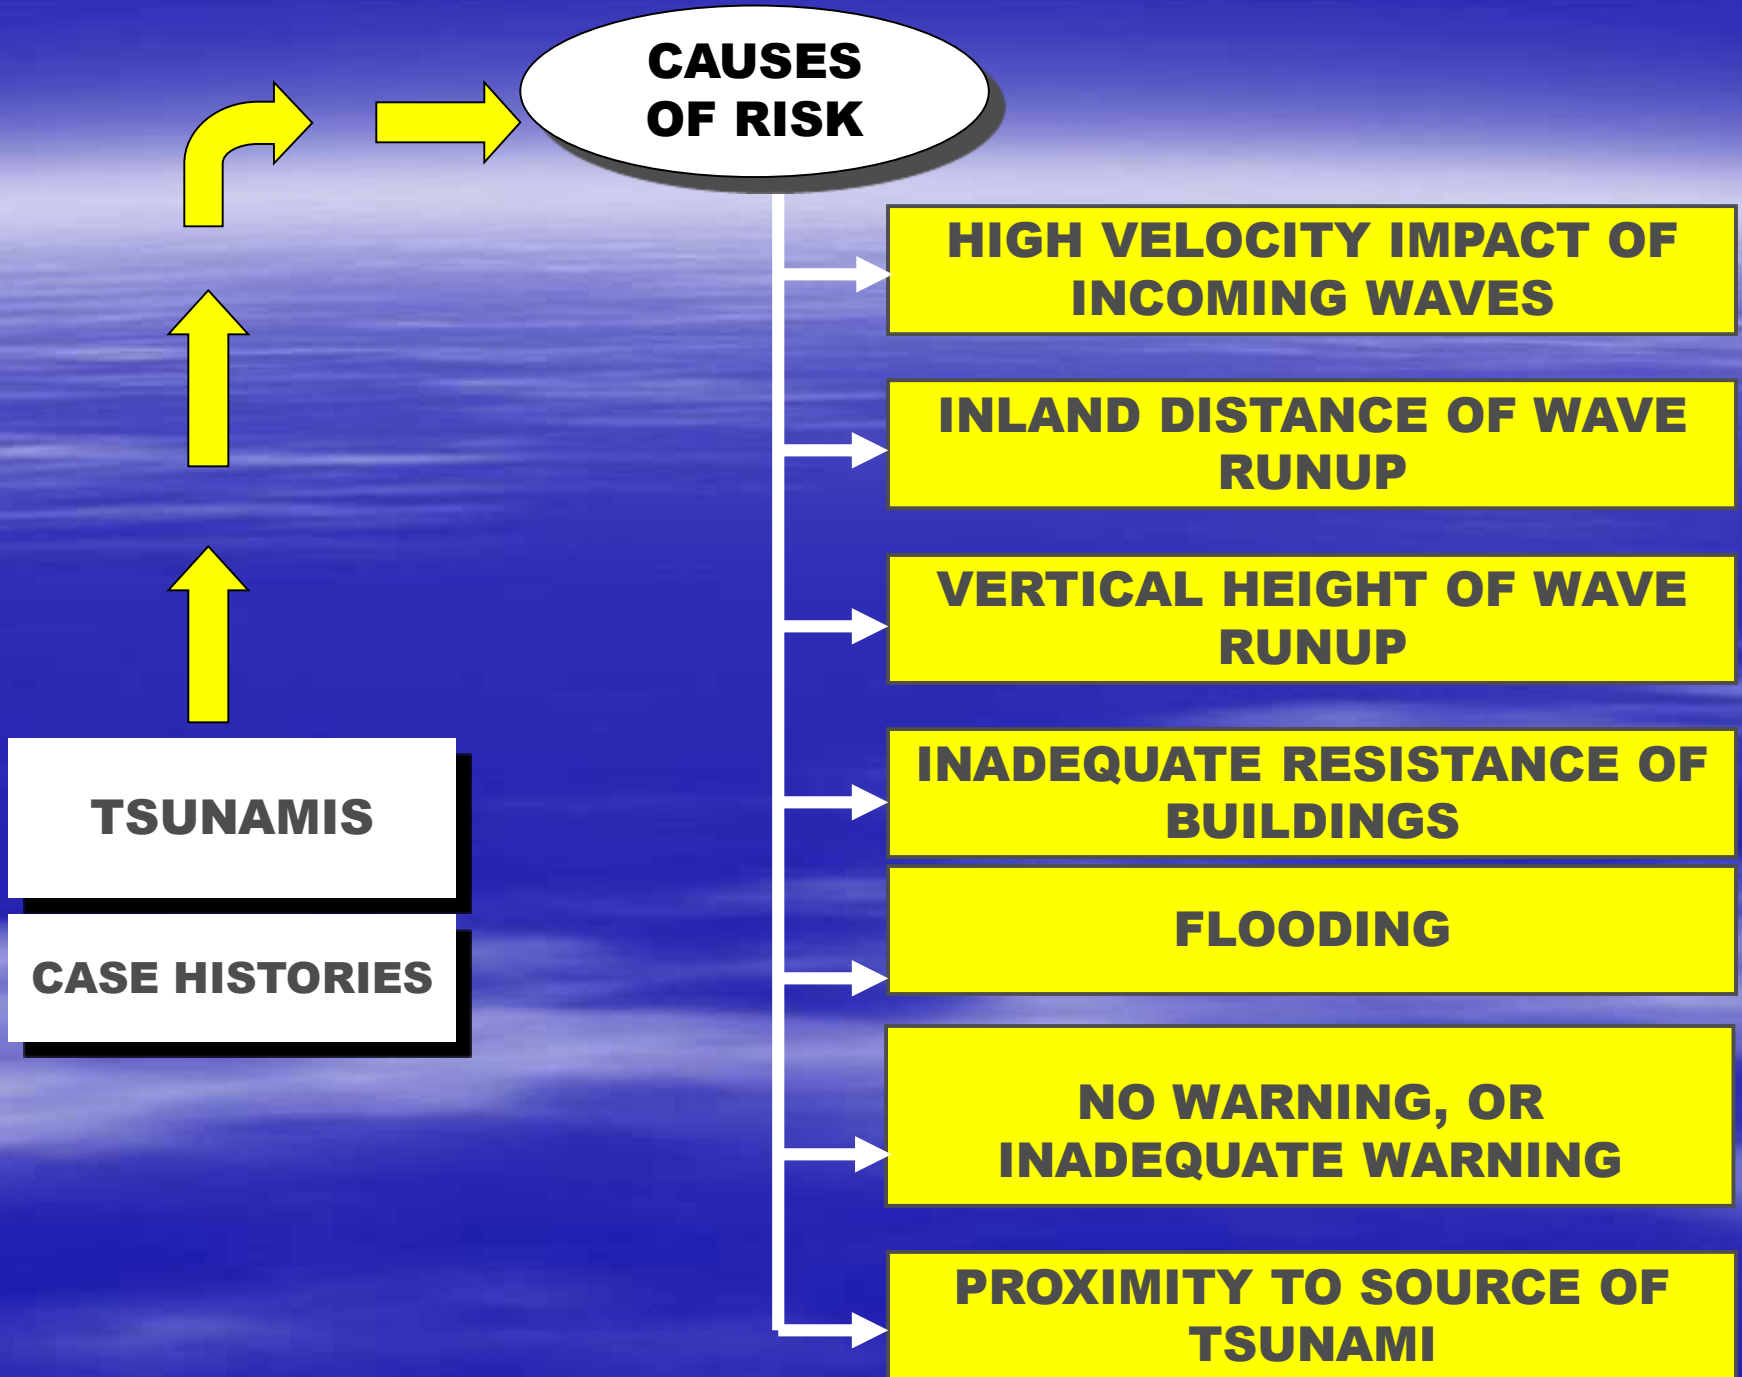 CAUSES
OF RISK
HIGH VELOCITY IMPACT OF
INCOMING WAVES
INLAND DISTANCE OF WAVE
RUNUP
VERTICAL HEIGHT OF WAVE
RUNUP
INADEQUATE RESISTANCE OF
BUILDINGS
FLOODING
NO WARNING, OR
INADEQUATE WARNING
PROXIMITY TO SOURCE OF
TSUNAMI
TSUNAMIS
CASE HISTORIES